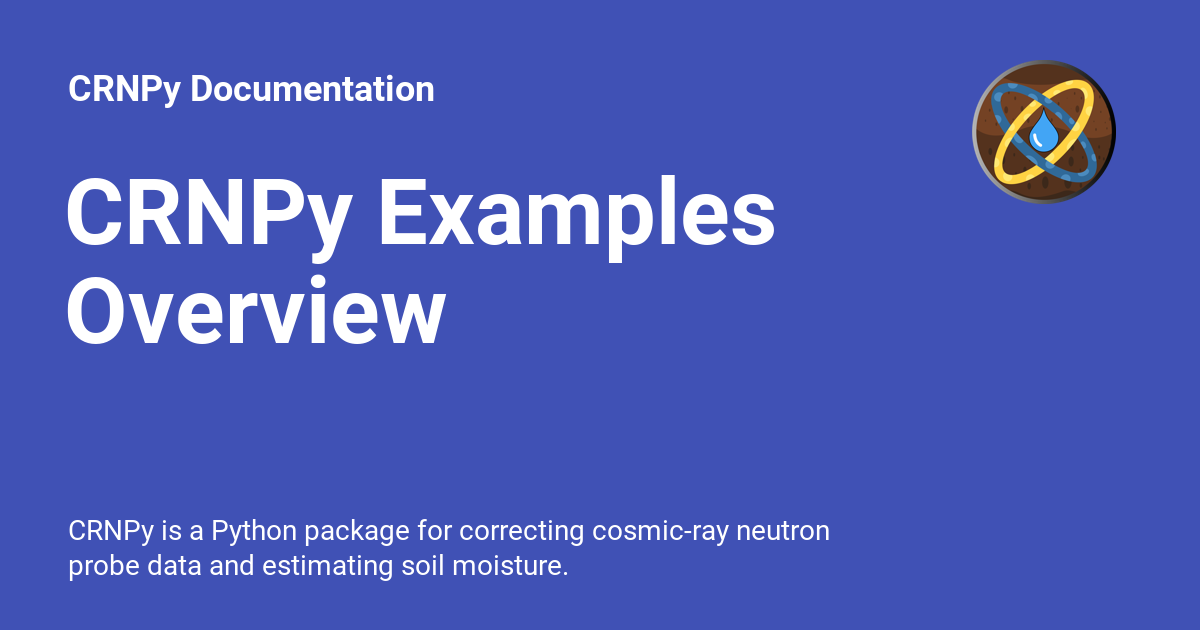 CRNPy Documentation
CRNPy Examples
Overview
CRNPy is a Python package for correcting cosmic-ray neutron
probe data and estimating soil moisture.